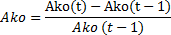 Ako = Ako(t) − Ako(t − 1)
Ako (t − 1)